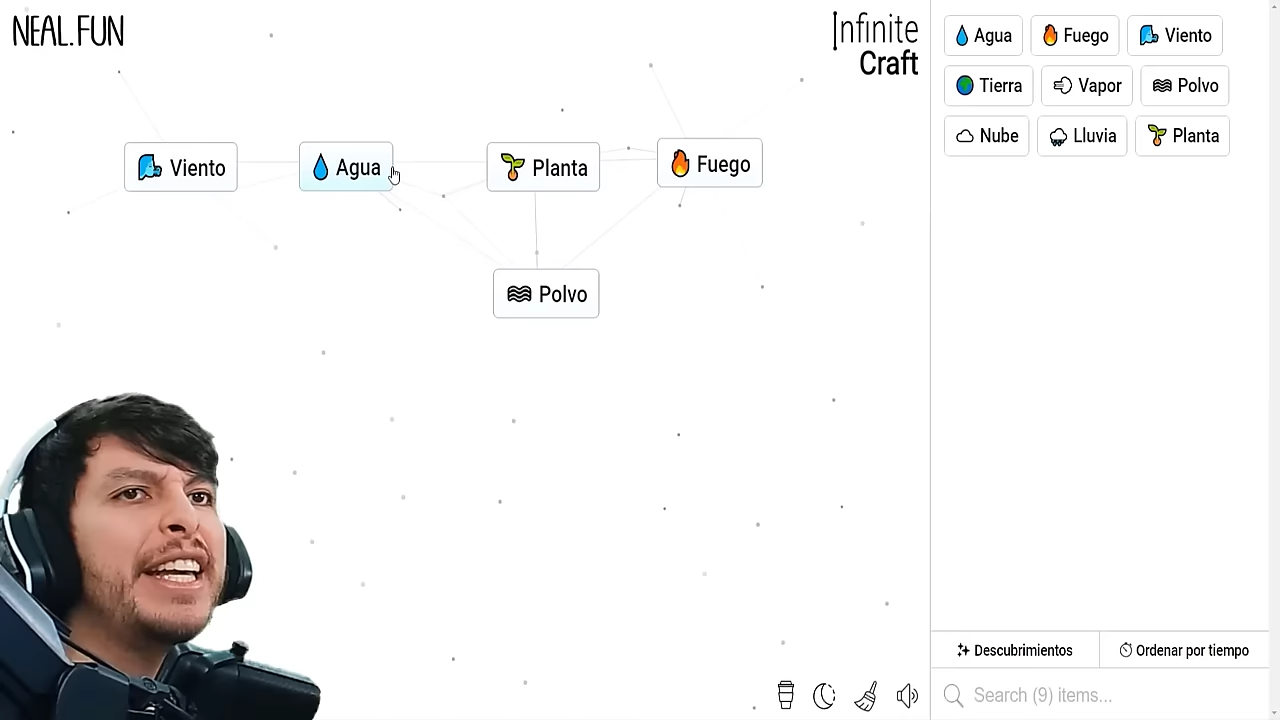 NEAL.FUN
Infinite
Craft
Viento
Agua
Planta
Fuego
Polvo
Agua
Fuego
Viento
Tierra
Vapor
Polvo
Nube
Lluvia
Planta
Descubrimientos
Ordenar por tiempo
Search (9) items...